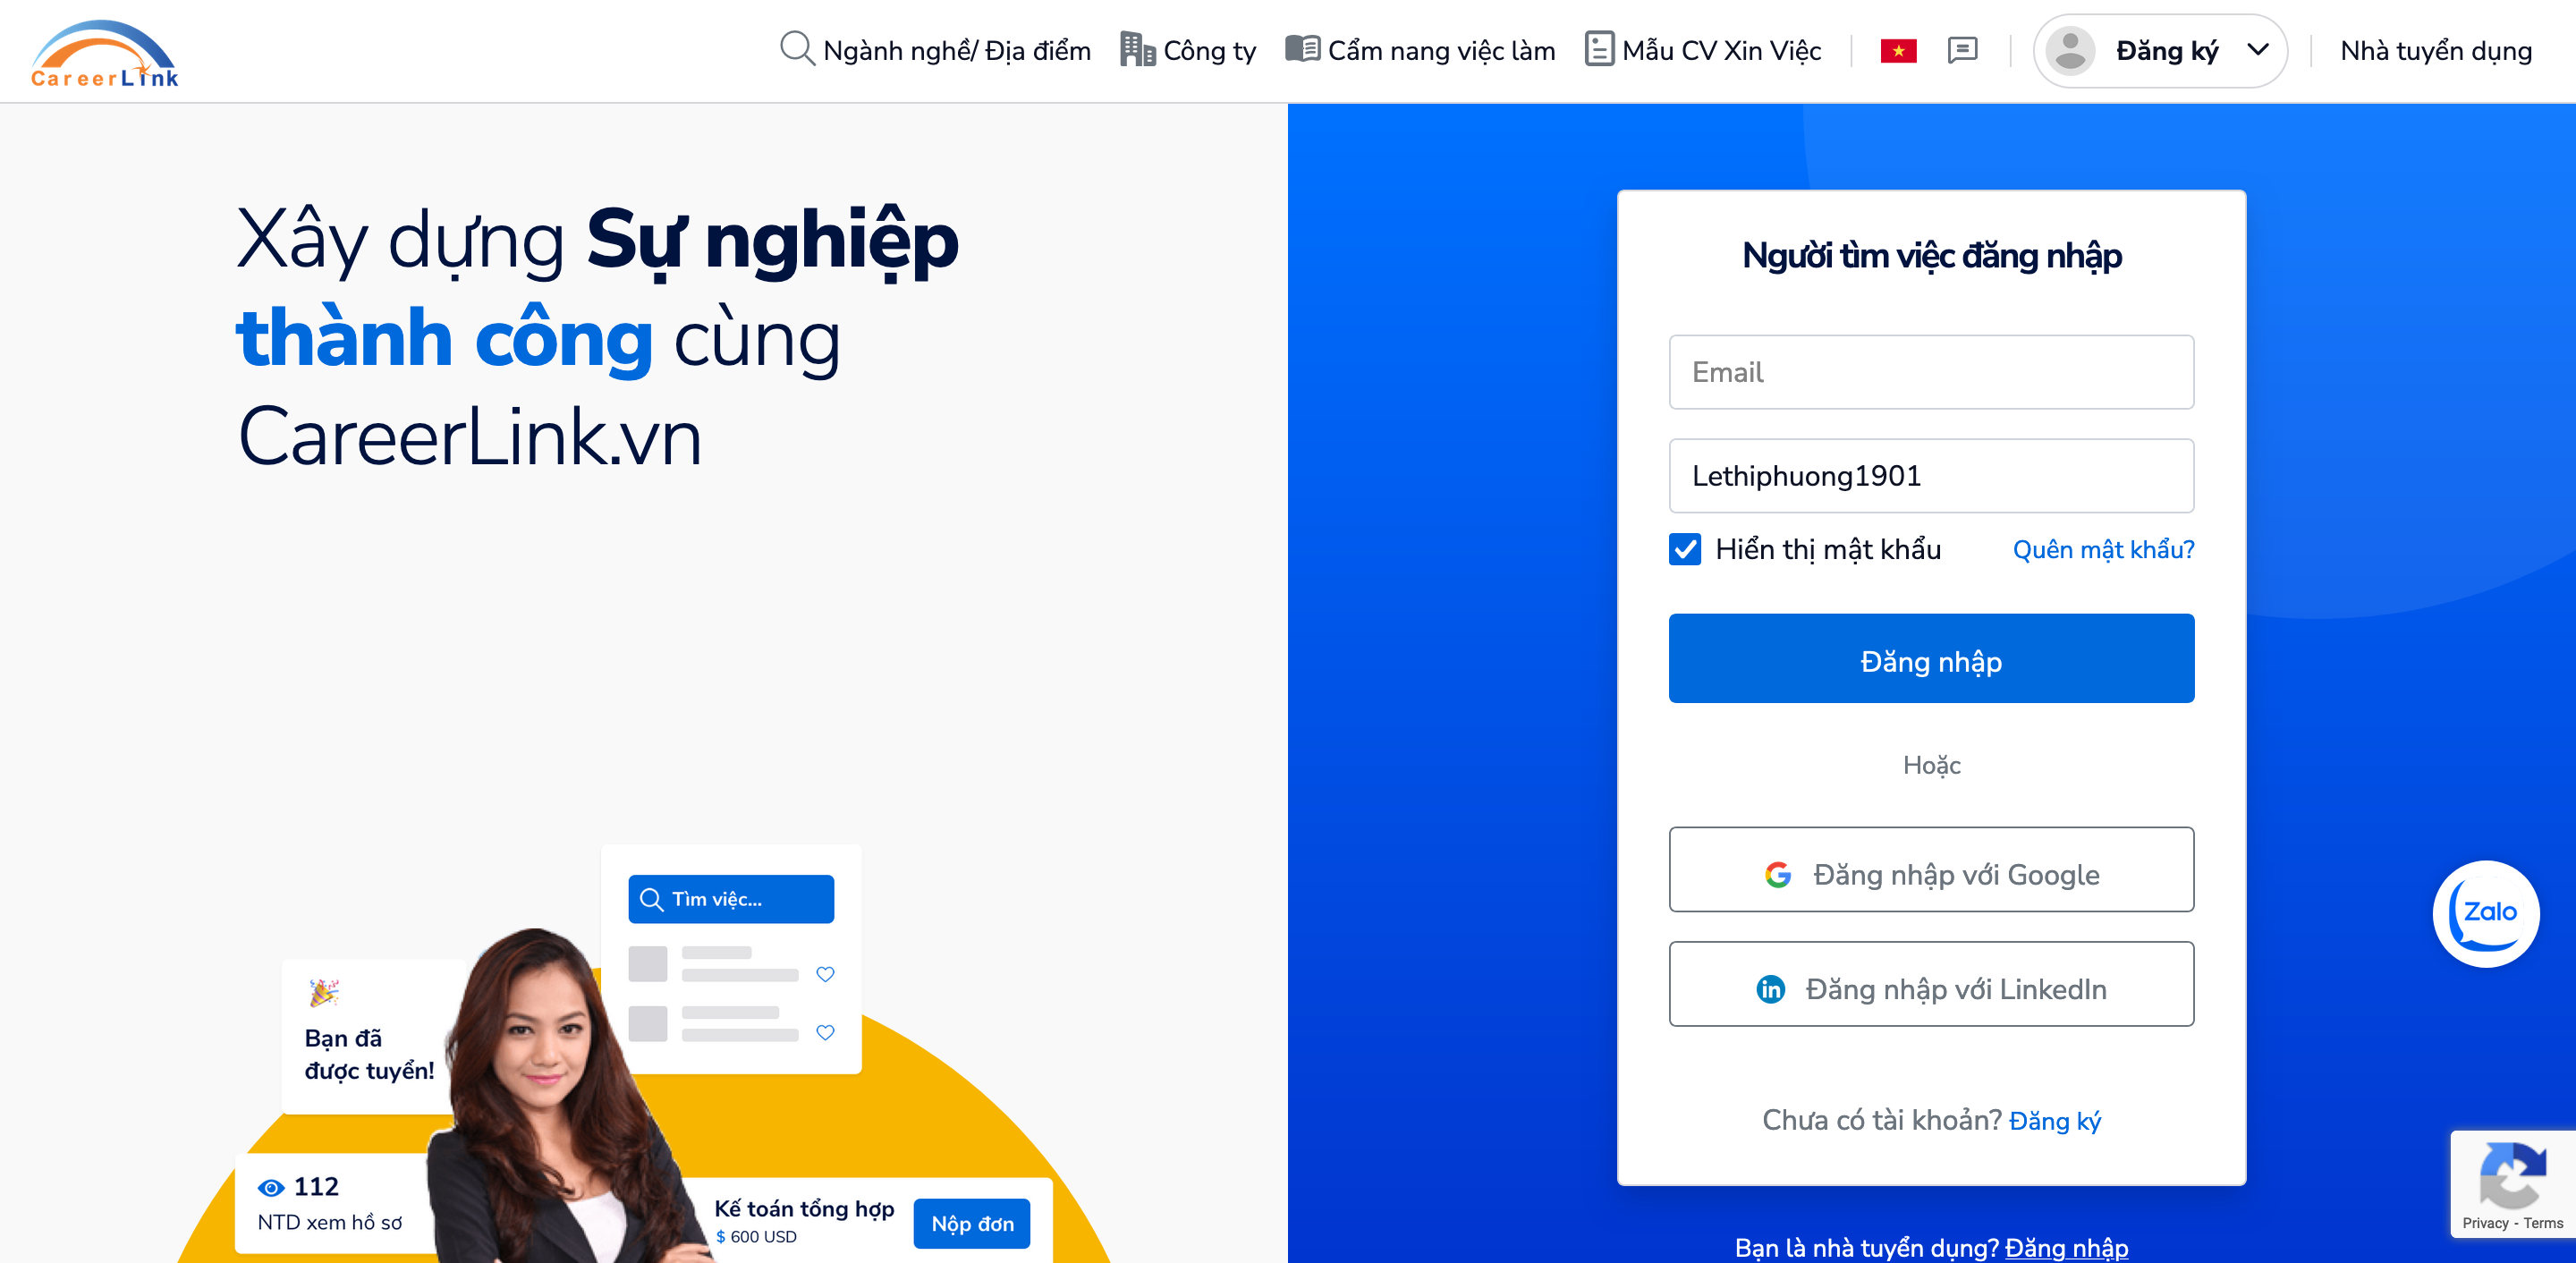 CareerLink
Ngành nghề/ Địa điểm
Công ty
Cẩm nang việc làm
Mẫu CV Xin Việc
Đăng ký
Nhà tuyển dụng
Xây dựng Sự nghiệp
thành công cùng
CareerLink.vn
Tìm việc...
Bạn đã
được tuyển!
112
NTD xem hồ sơ
Kế toán tổng hợp
$ 600 USD
Nộp đơn
Người tìm việc đăng nhập
Email
Lethiphuong1901
Hiển thị mật khẩu
Quên mật khẩu?
Đăng nhập
Hoặc
Đăng nhập với Google
Đăng nhập với LinkedIn
Chưa có tài khoản? Đăng ký
Bạn là nhà tuyển dụng? Đăng nhập
Zalo
Privacy - Terms